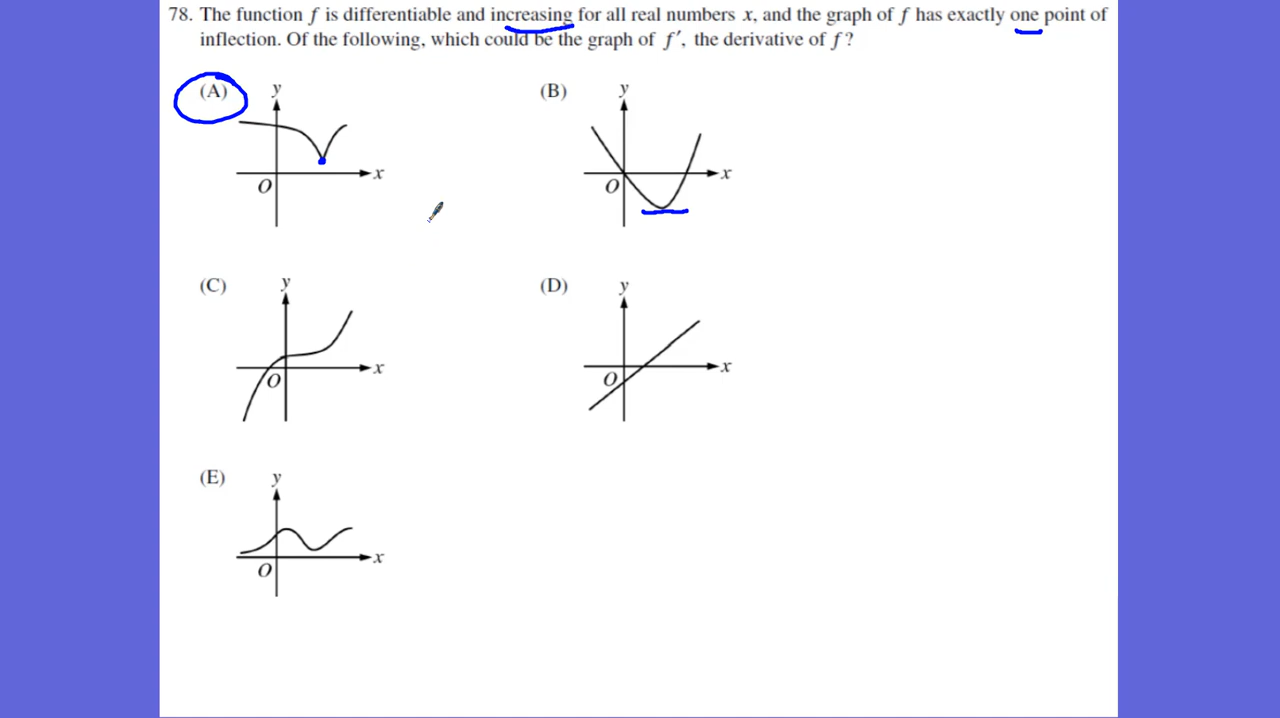 78. The function f is differentiable and increasing for all real numbers x, and the graph of f has exactly one point of
inflection. Of the following, which could be the graph of f′, the derivative of f?
(A) y
O x
(B) y
O x
(C) y
O x
(D) y
O x
(E) y
O x